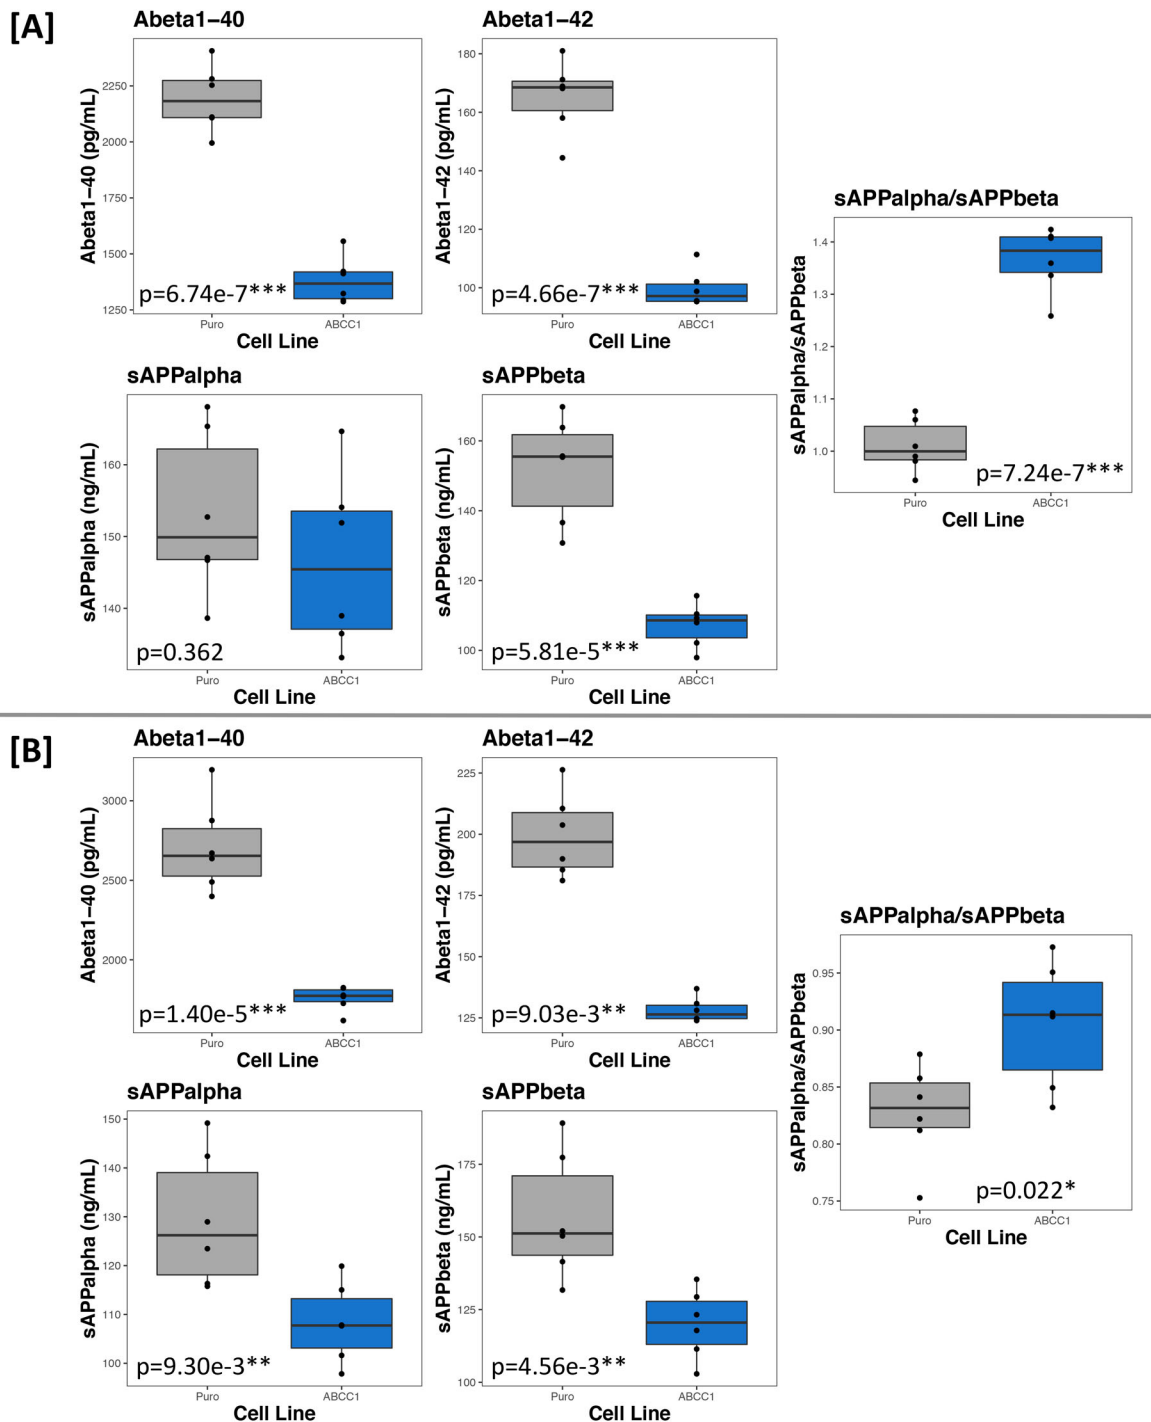 [A]
Abeta1−40
Abeta1−40 (pg/mL)
2250
2000
1750
1500
1250
p=6.74e-7***
Puro
ABCC1
Cell Line
Abeta1−42
Abeta1−42 (pg/mL)
180
160
140
120
100
p=4.66e-7***
Puro
ABCC1
Cell Line
sAPPalpha
sAPPalpha (ng/mL)
160
150
140
p=0.362
Puro
ABCC1
Cell Line
sAPPbeta
sAPPbeta (ng/mL)
160
140
120
100
p=5.81e-5***
Puro
ABCC1
Cell Line
sAPPalpha/sAPPbeta
sAPPalpha/sAPPbeta
1.4
1.3
1.2
1.1
1.0
p=7.24e-7***
Puro
ABCC1
Cell Line
[B]
Abeta1−40
Abeta1−40 (pg/mL)
3000
2500
2000
p=1.40e-5***
Puro
ABCC1
Cell Line
Abeta1−42
Abeta1−42 (pg/mL)
225
200
175
150
125
p=9.03e-3**
Puro
ABCC1
Cell Line
sAPPalpha
sAPPalpha (ng/mL)
150
140
130
120
110
100
p=9.30e-3**
Puro
ABCC1
Cell Line
sAPPbeta
sAPPbeta (ng/mL)
175
150
125
100
p=4.56e-3**
Puro
ABCC1
Cell Line
sAPPalpha/sAPPbeta
sAPPalpha/sAPPbeta
0.95
0.90
0.85
0.80
0.75
p=0.022*
Puro
ABCC1
Cell Line